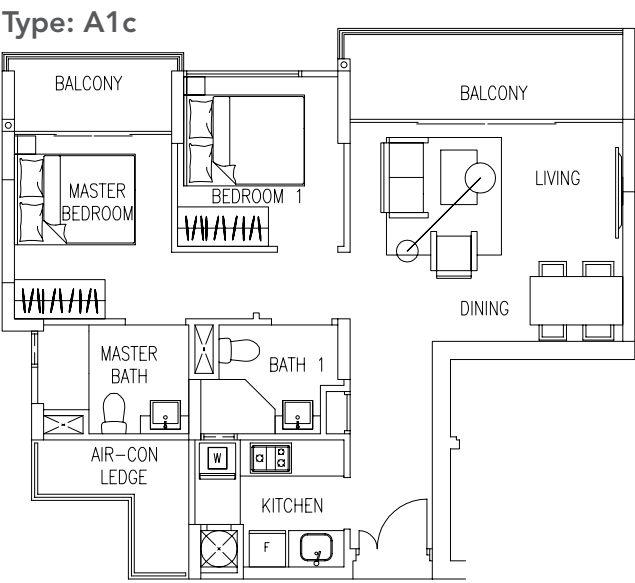 Type: A1c
BALCONY
BALCONY
MASTER
BEDROOM
BEDROOM 1
LIVING
DINING
MASTER
BATH
BATH 1
AIR-CON
LEDGE
W
KITCHEN
F